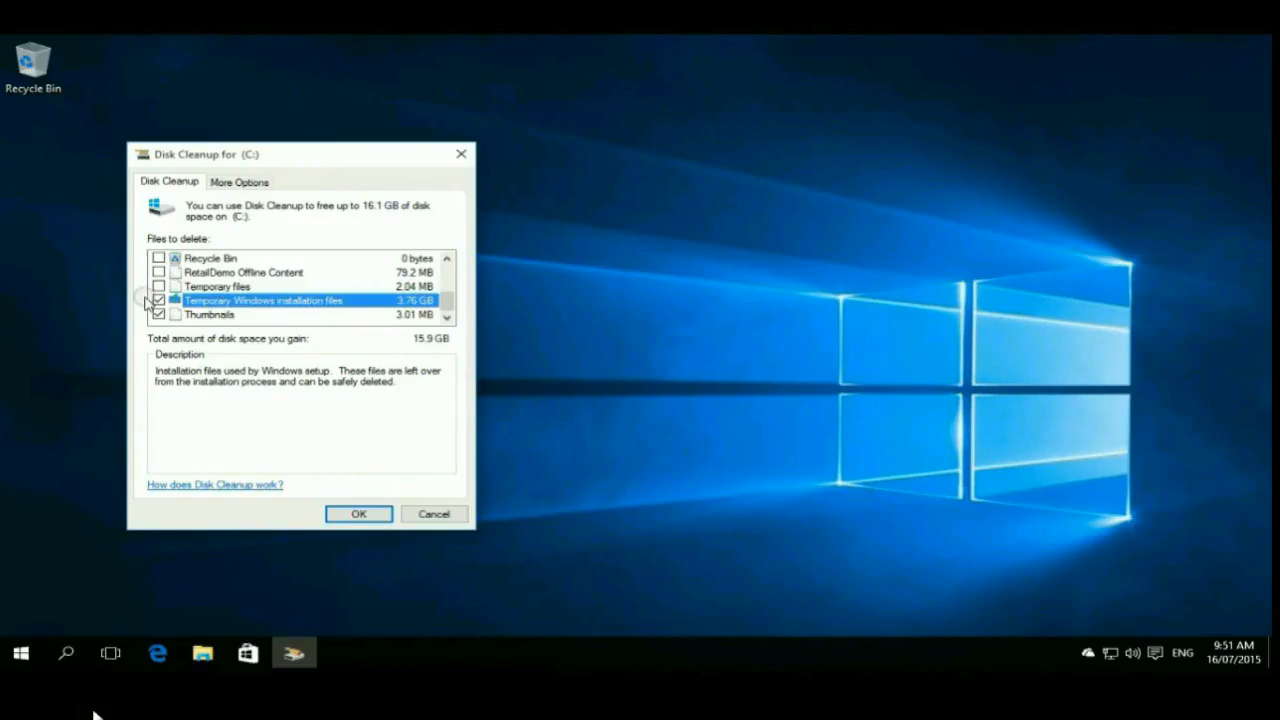 Recycle Bin
Disk Cleanup for  (C:)
Disk Cleanup
More Options
You can use Disk Cleanup to free up to 16.1 GB of disk
space on  (C:).
Files to delete:
Recycle Bin 0 bytes
RetailDemo Offline Content 79.2 MB
Temporary files 2.04 MB
Temporary Windows installation files 3.76 GB
Thumbnails 3.01 MB
Total amount of disk space you gain: 15.9 GB
Description
Installation files used by Windows setup.  These files are left over
from the installation process and can be safely deleted.
How does Disk Cleanup work?
OK
Cancel
ENG
9:51 AM
16/07/2015